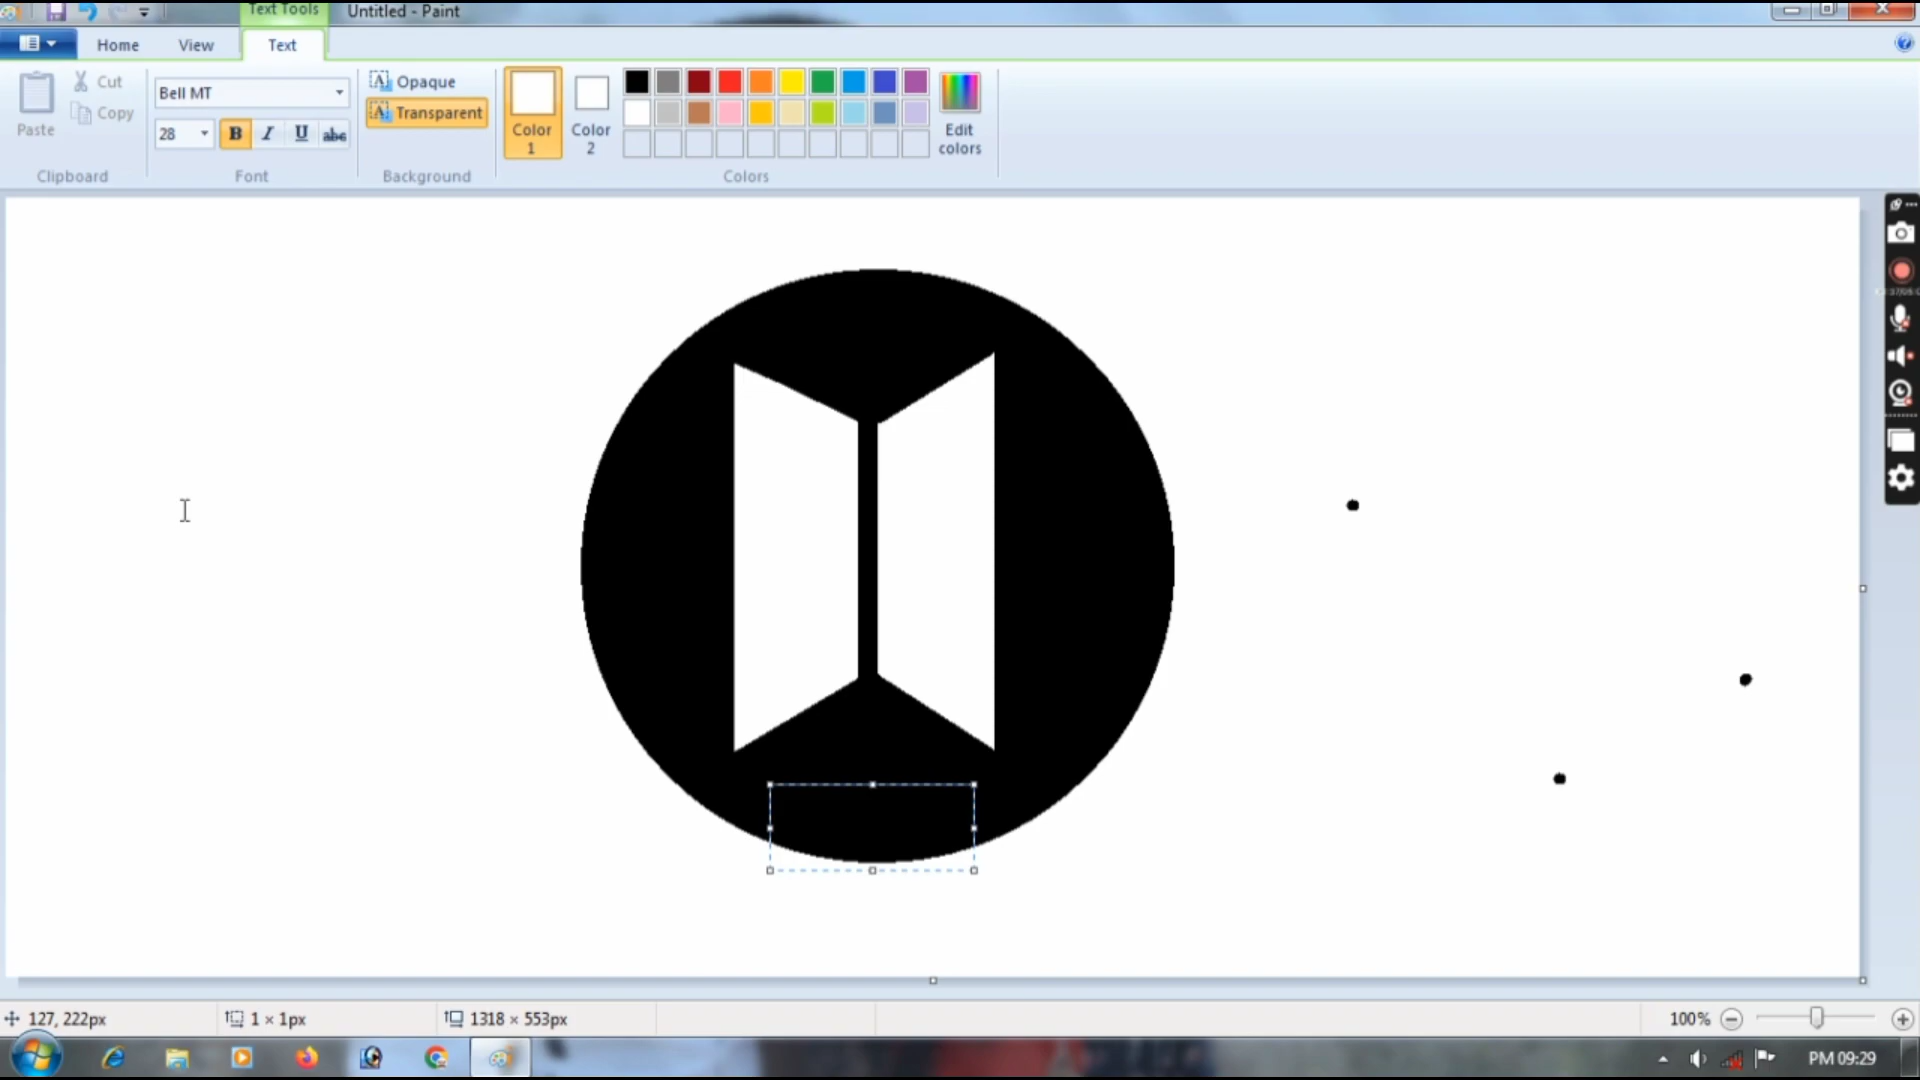 Text Tools
Untitled - Paint
Home
View
Text
Paste
Cut
Copy
Clipboard
Bell MT
28
B
I
U
abc
Font
Opaque
Transparent
Background
Color 1
Color 2
Edit colors
Colors
127, 222px
1 × 1px
1318 × 553px
100%
PM 09:29